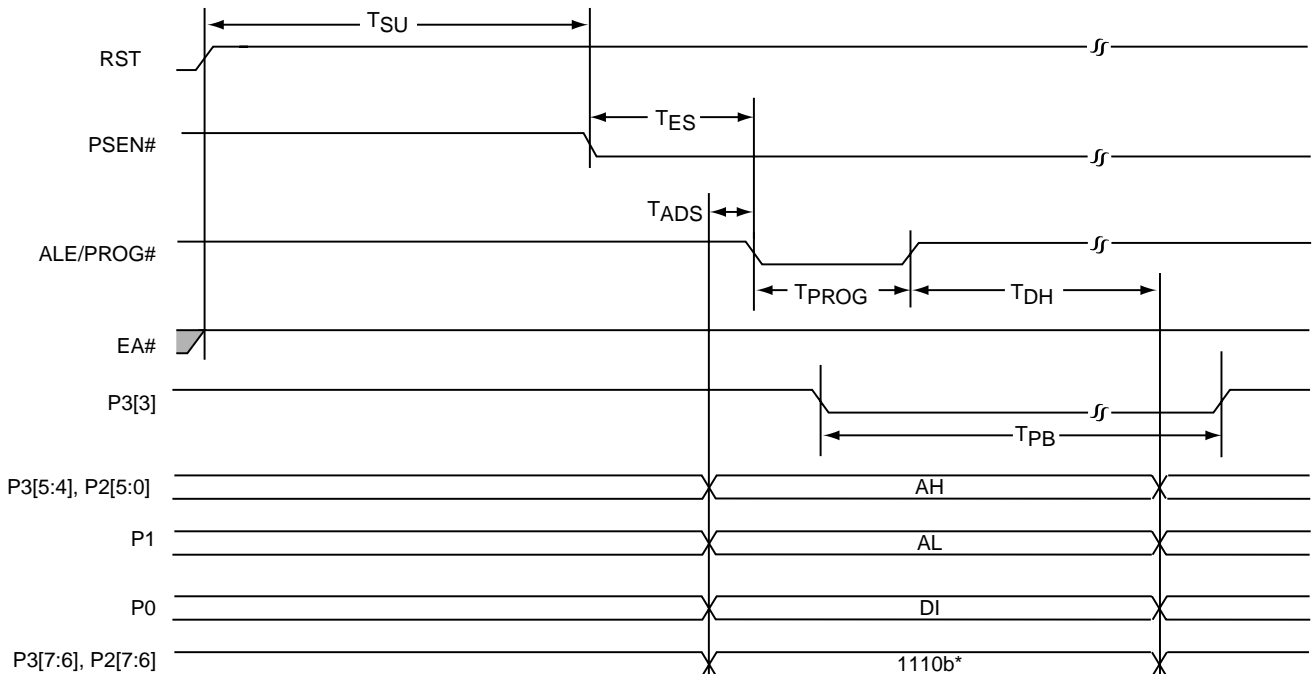 TSU
RST
TES
PSEN#
TADS
ALE/PROG#
TPROG
TDH
EA#
P3[3]
TPB
P3[5:4], P2[5:0]
AH
P1
AL
P0
DI
P3[7:6], P2[7:6]
1110b*